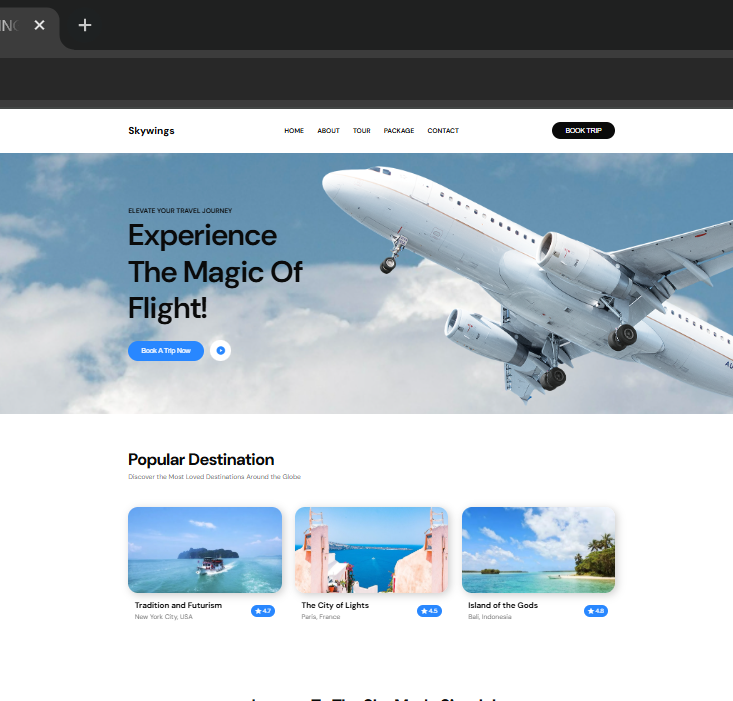 Skywings
HOME ABOUT TOUR PACKAGE CONTACT
BOOK TRIP
ELEVATE YOUR TRAVEL JOURNEY
Experience
The Magic Of
Flight!
Book A Trip Now
Popular Destination
Discover the Most Loved Destinations Around the Globe
Tradition and Futurism
New York City, USA
4.7
The City of Lights
Paris, France
4.5
Island of the Gods
Bali, Indonesia
4.8